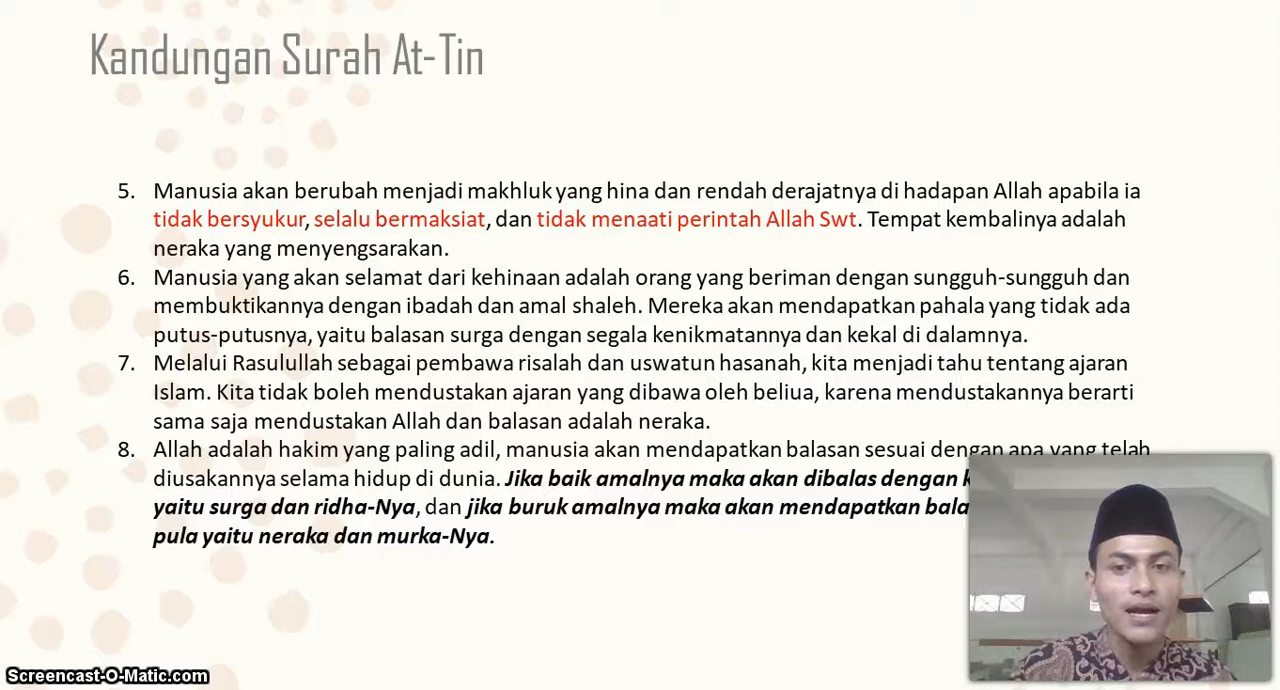 Kandungan Surah At-Tin
5. Manusia akan berubah menjadi makhluk yang hina dan rendah derajatnya di hadapan Allah apabila ia
tidak bersyukur, selalu bermaksiat, dan tidak menaati perintah Allah Swt. Tempat kembalinya adalah
neraka yang menyengsarakan.
6. Manusia yang akan selamat dari kehinaan adalah orang yang beriman dengan sungguh-sungguh dan
membuktikannya dengan ibadah dan amal shaleh. Mereka akan mendapatkan pahala yang tidak ada
putus-putusnya, yaitu balasan surga dengan segala kenikmatannya dan kekal di dalamnya.
7. Melalui Rasulullah sebagai pembawa risalah dan uswatun hasanah, kita menjadi tahu tentang ajaran
Islam. Kita tidak boleh mendustakan ajaran yang dibawa oleh beliua, karena mendustakannya berarti
sama saja mendustakan Allah dan balasan adalah neraka.
8. Allah adalah hakim yang paling adil, manusia akan mendapatkan balasan sesuai dengan apa yang telah
diusakannya selama hidup di dunia. Jika baik amalnya maka akan dibalas dengan
yaitu surga dan ridha-Nya, dan jika buruk amalnya maka akan mendapatkan
pula yaitu neraka dan murka-Nya.
Screencast-O-Matic.com